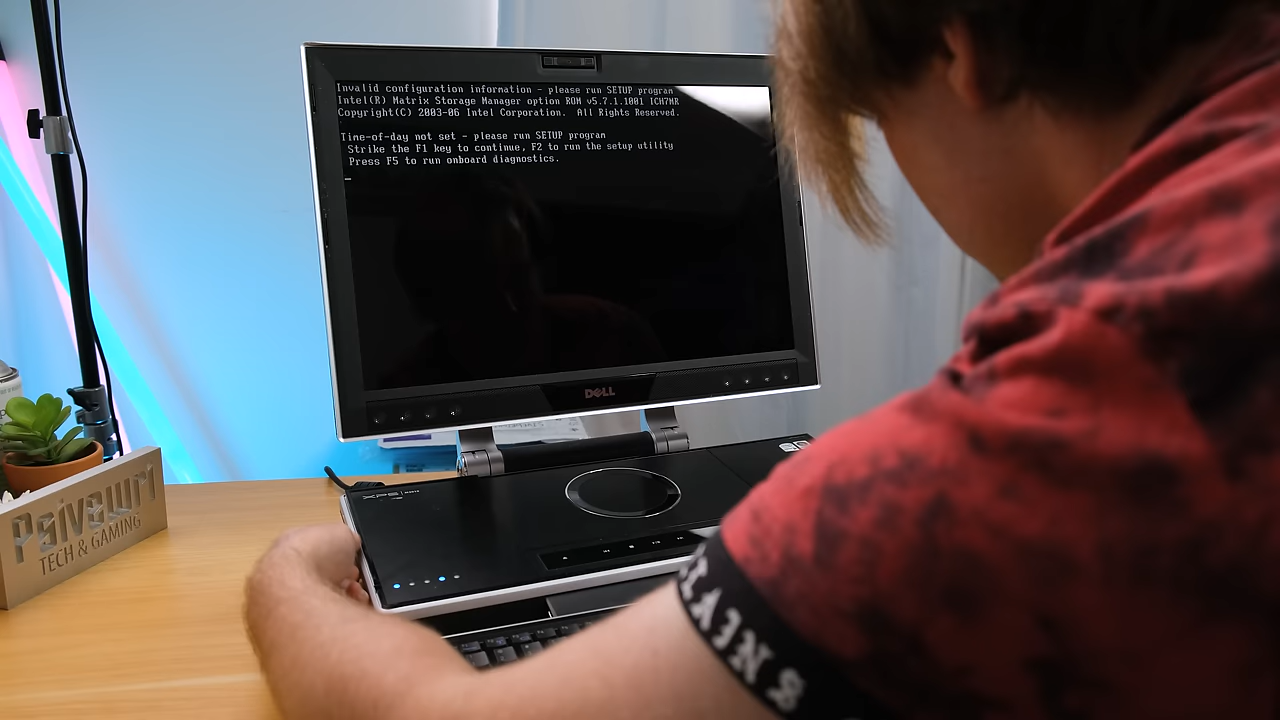 Invalid configuration information - please run SETUP program
Intel(R) Matrix Storage Manager option ROM v5.7.1.1001 ICH7MR
Copyright(C) 2003-06 Intel Corporation. All Rights Reserved.
Time-of-day not set - please run SETUP program
Strike the F1 key to continue, F2 to run the setup utility
Press F5 to run onboard diagnostics.
DELL
XPS
Paivawuri
TECH & GAMING